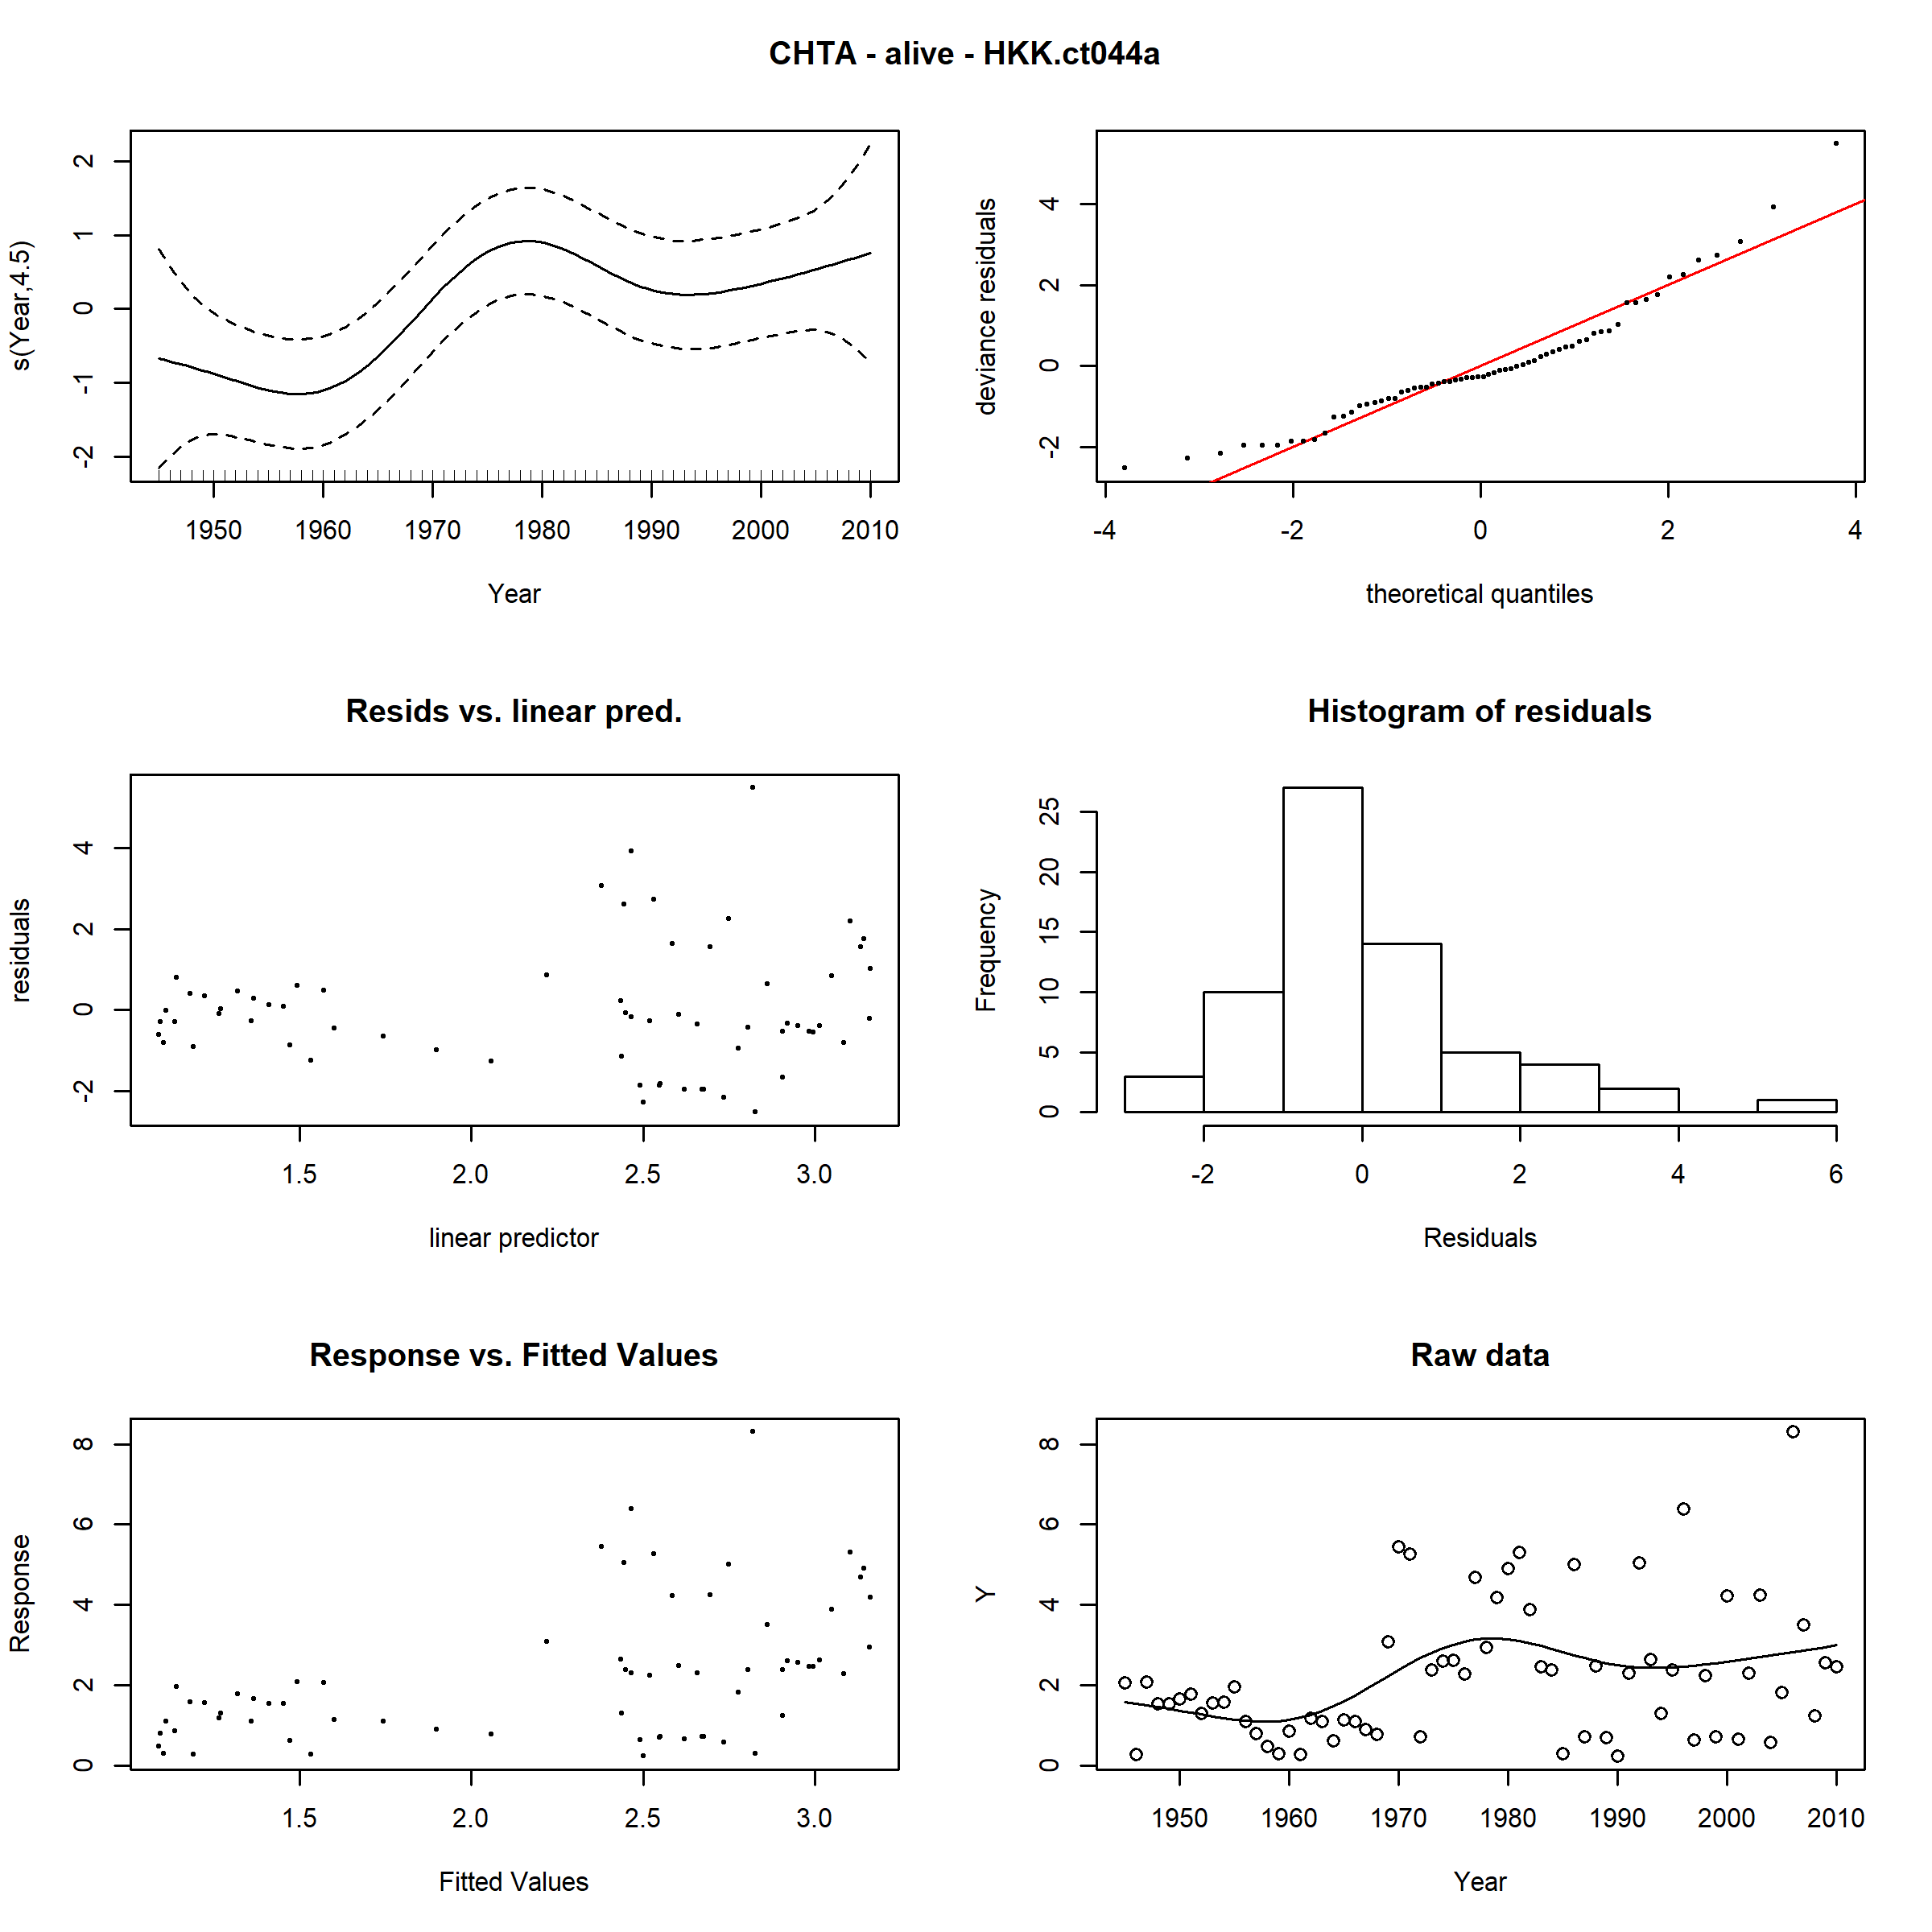 CHTA - alive - HKK.ct044a
s(Year,4.5)
2
1
0
-1
-2
1950 1960 1970 1980 1990 2000 2010
Year
deviance residuals
4
2
0
-2
-4 -2 0 2 4
theoretical quantiles
Resids vs. linear pred.
residuals
4
2
0
-2
1.5 2.0 2.5 3.0
linear predictor
Histogram of residuals
Frequency
25
20
15
10
5
0
-2 0 2 4 6
Residuals
Response vs. Fitted Values
Response
8
6
4
2
0
1.5 2.0 2.5 3.0
Fitted Values
Raw data
Y
8
6
4
2
0
1950 1960 1970 1980 1990 2000 2010
Year